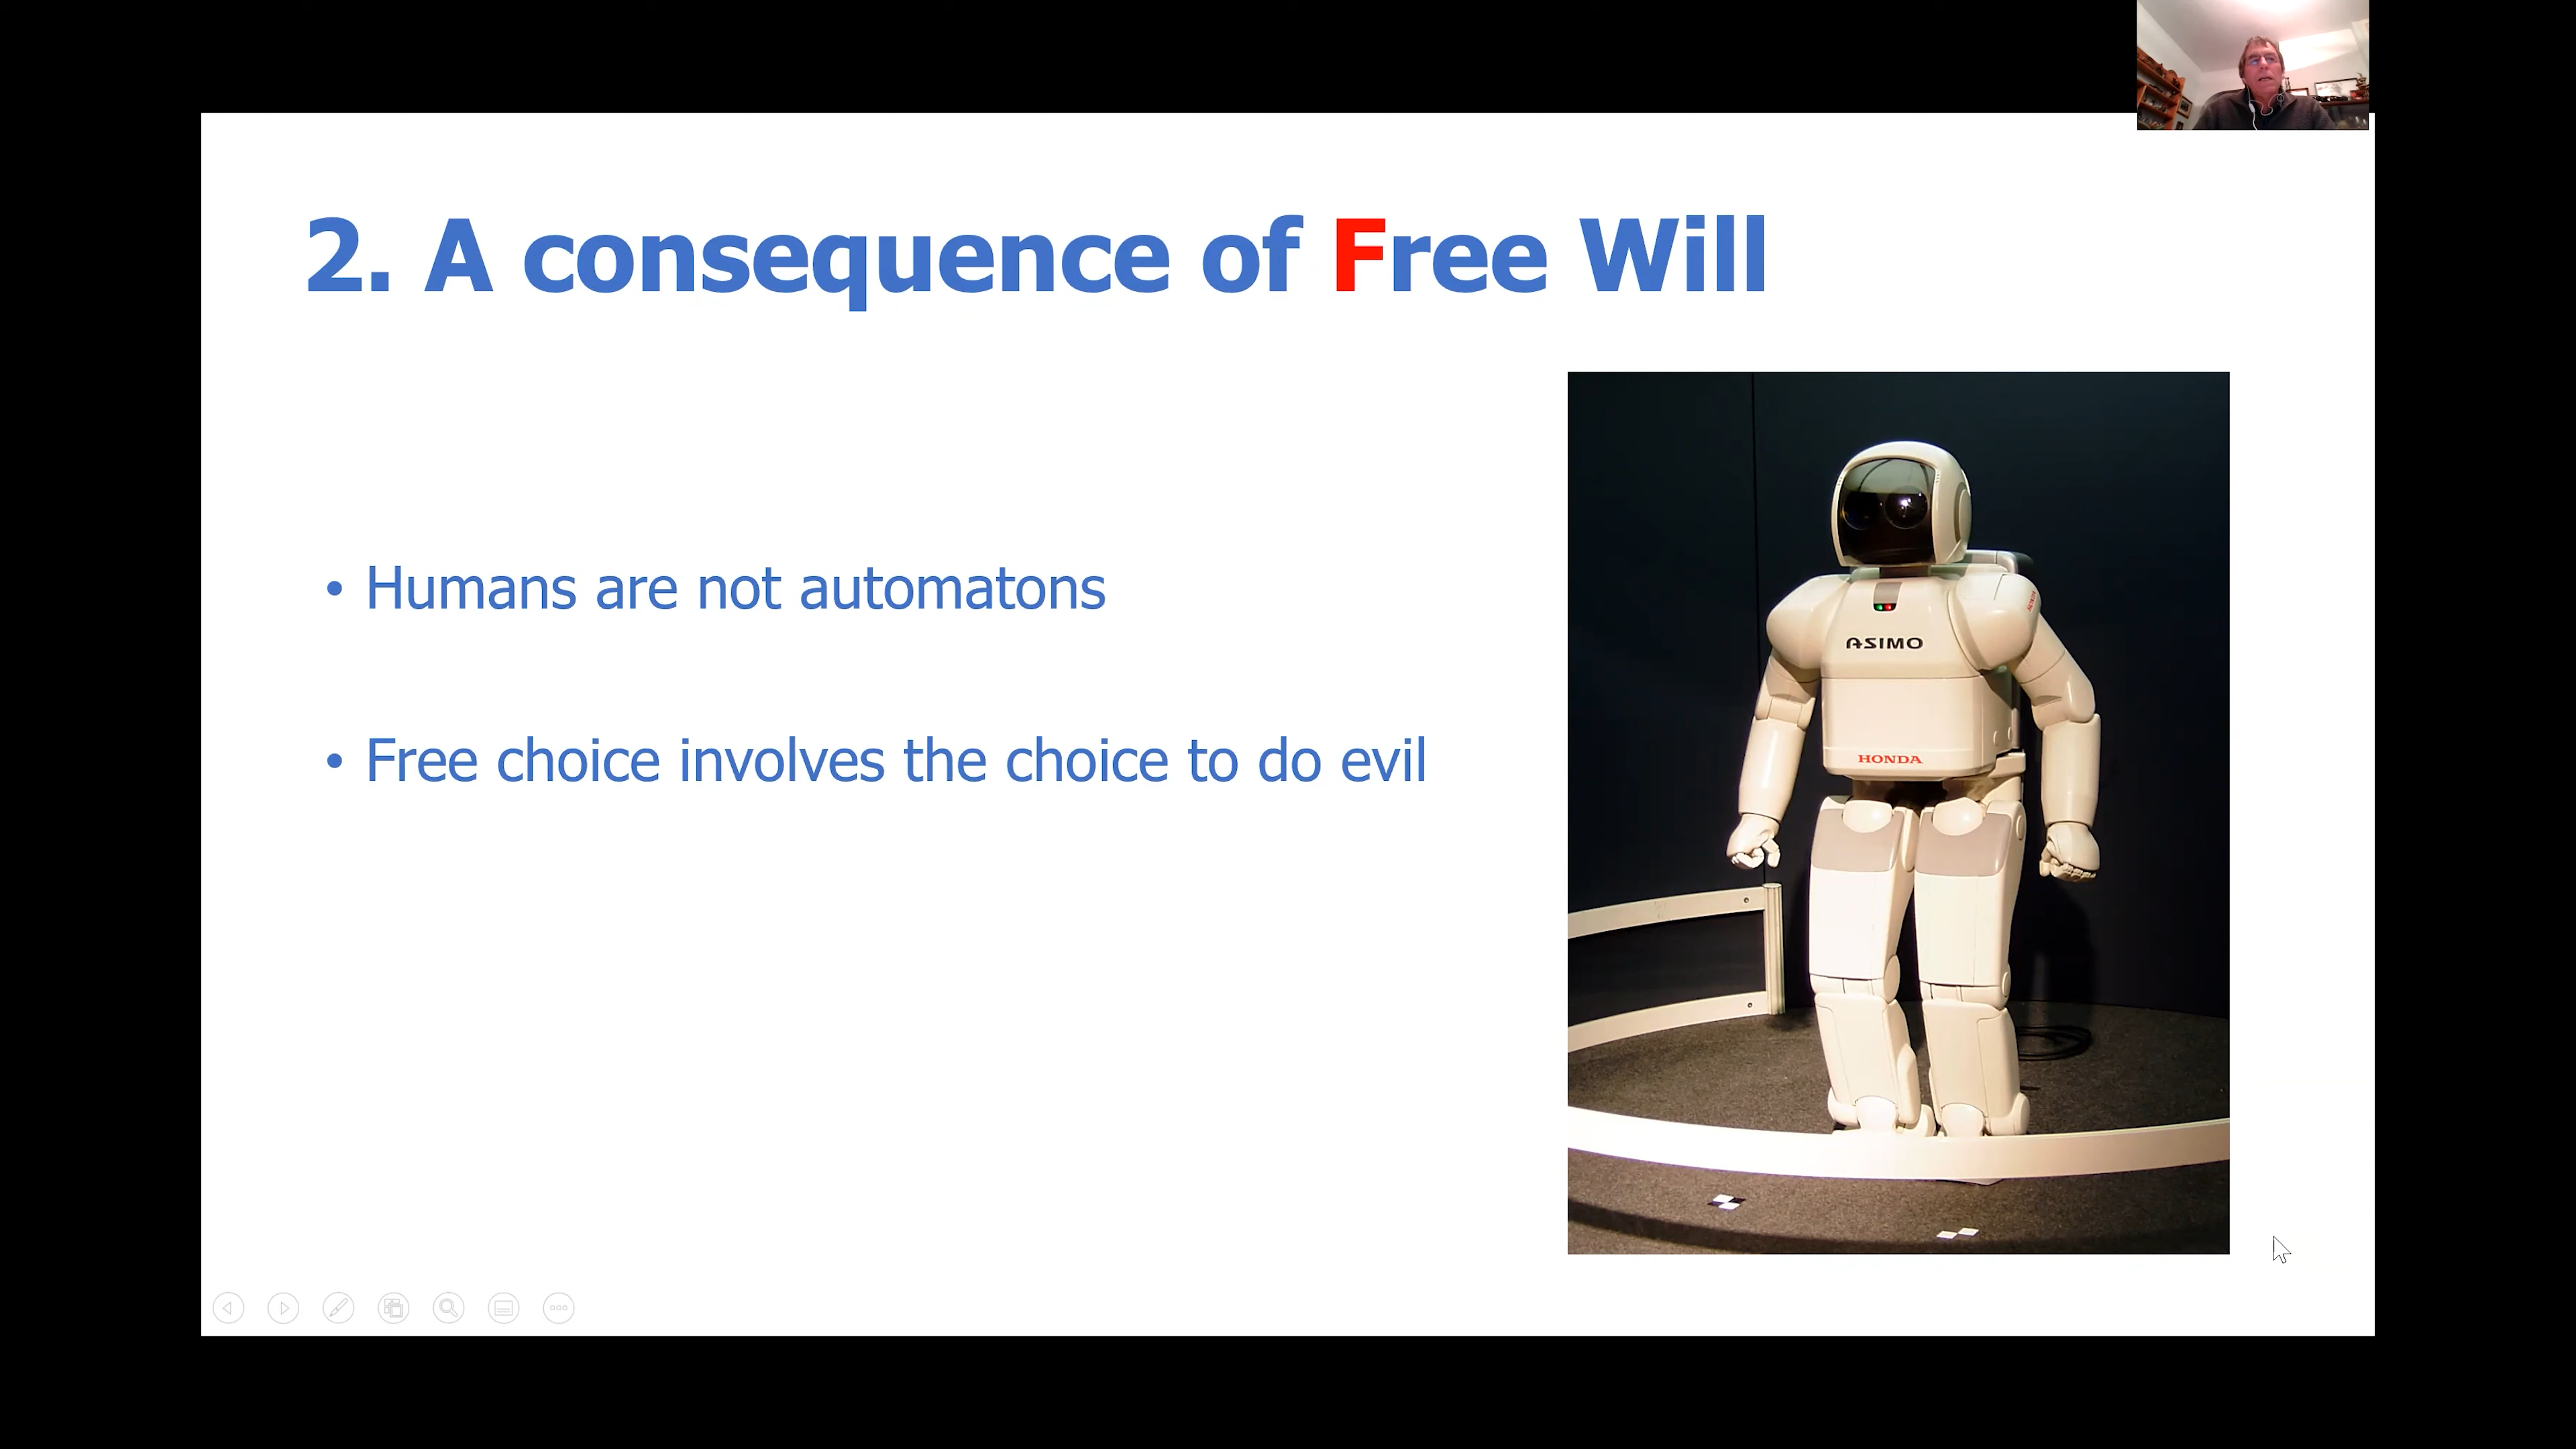 2. A consequence of Free Will
• Humans are not automatons
• Free choice involves the choice to do evil
ASIMO
HONDA